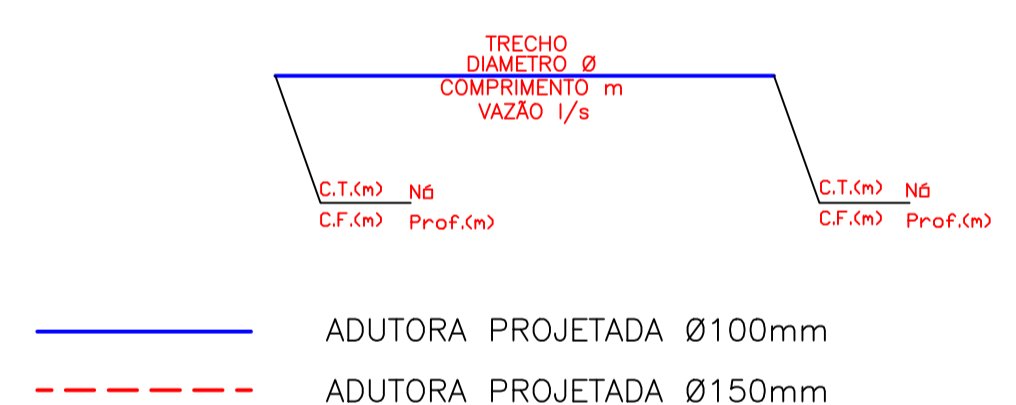 TRECHO
DIAMETRO Ø
COMPRIMENTO m
VAZÃO l/s
C.T.(m) Nó
C.F.(m) Prof.(m)
C.T.(m) Nó
C.F.(m) Prof.(m)
ADUTORA PROJETADA Ø100mm
ADUTORA PROJETADA Ø150mm